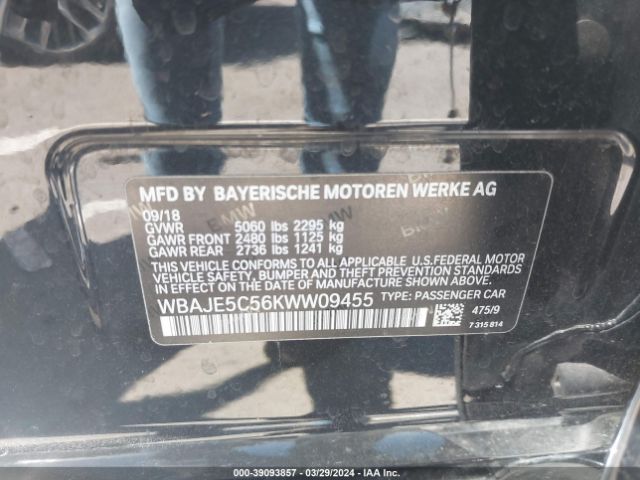 MFD BY BAYERISCHE MOTOREN WERKE AG
09/18
GVWR 5060 lbs 2295 kg
GAWR FRONT 2480 lbs 1125 kg
GAWR REAR 2736 lbs 1241 kg
THIS VEHICLE CONFORMS TO ALL APPLICABLE U.S.FEDERAL MOTOR
VEHICLE SAFETY, BUMPER, AND THEFT PREVENTION STANDARDS
IN EFFECT ON THE DATE OF MANUFACTURE SHOWN ABOVE.
WBAJE5C56KWW09455 TYPE: PASSENGER CAR
475/9
7 315 814
000-39093857 - 03/29/2024 - IAA Inc.